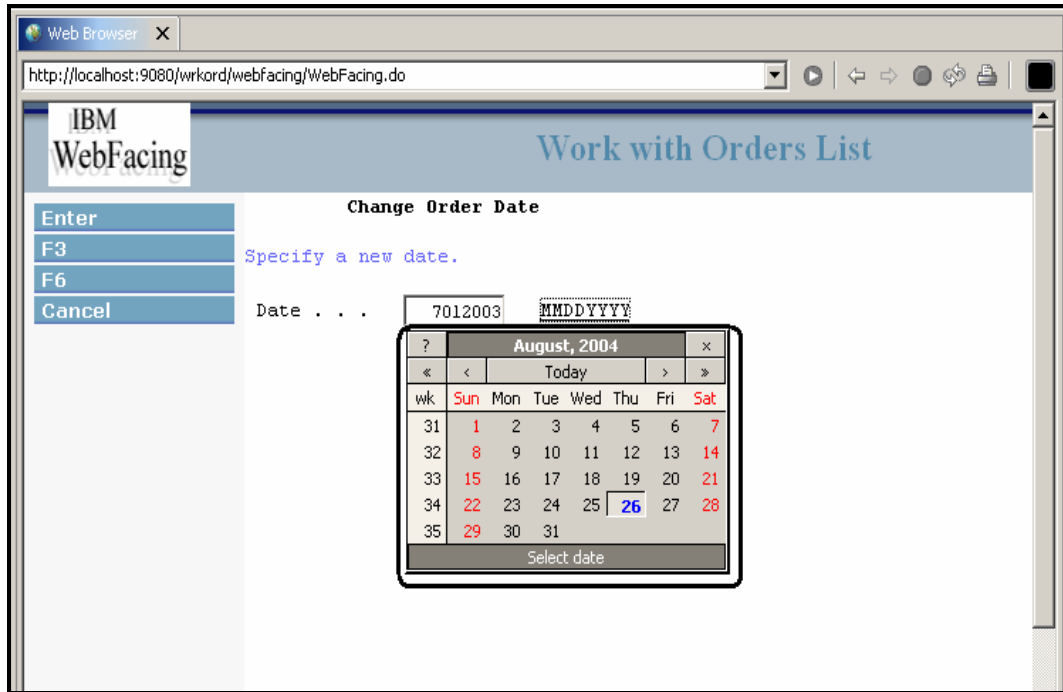 Web Browser X
http://localhost:9080/wrkord/webfacing/WebFacing.do
IBM
WebFacing
Work with Orders List
Enter
F3
F6
Cancel
Change Order Date
Specify a new date.
Date . . . 7012003 MMDDYYYY
? August, 2004 ×
« ‹ Today › »
wk Sun Mon Tue Wed Thu Fri Sat
31 1 2 3 4 5 6 7
32 8 9 10 11 12 13 14
33 15 16 17 18 19 20 21
34 22 23 24 25 26 27 28
35 29 30 31
Select date